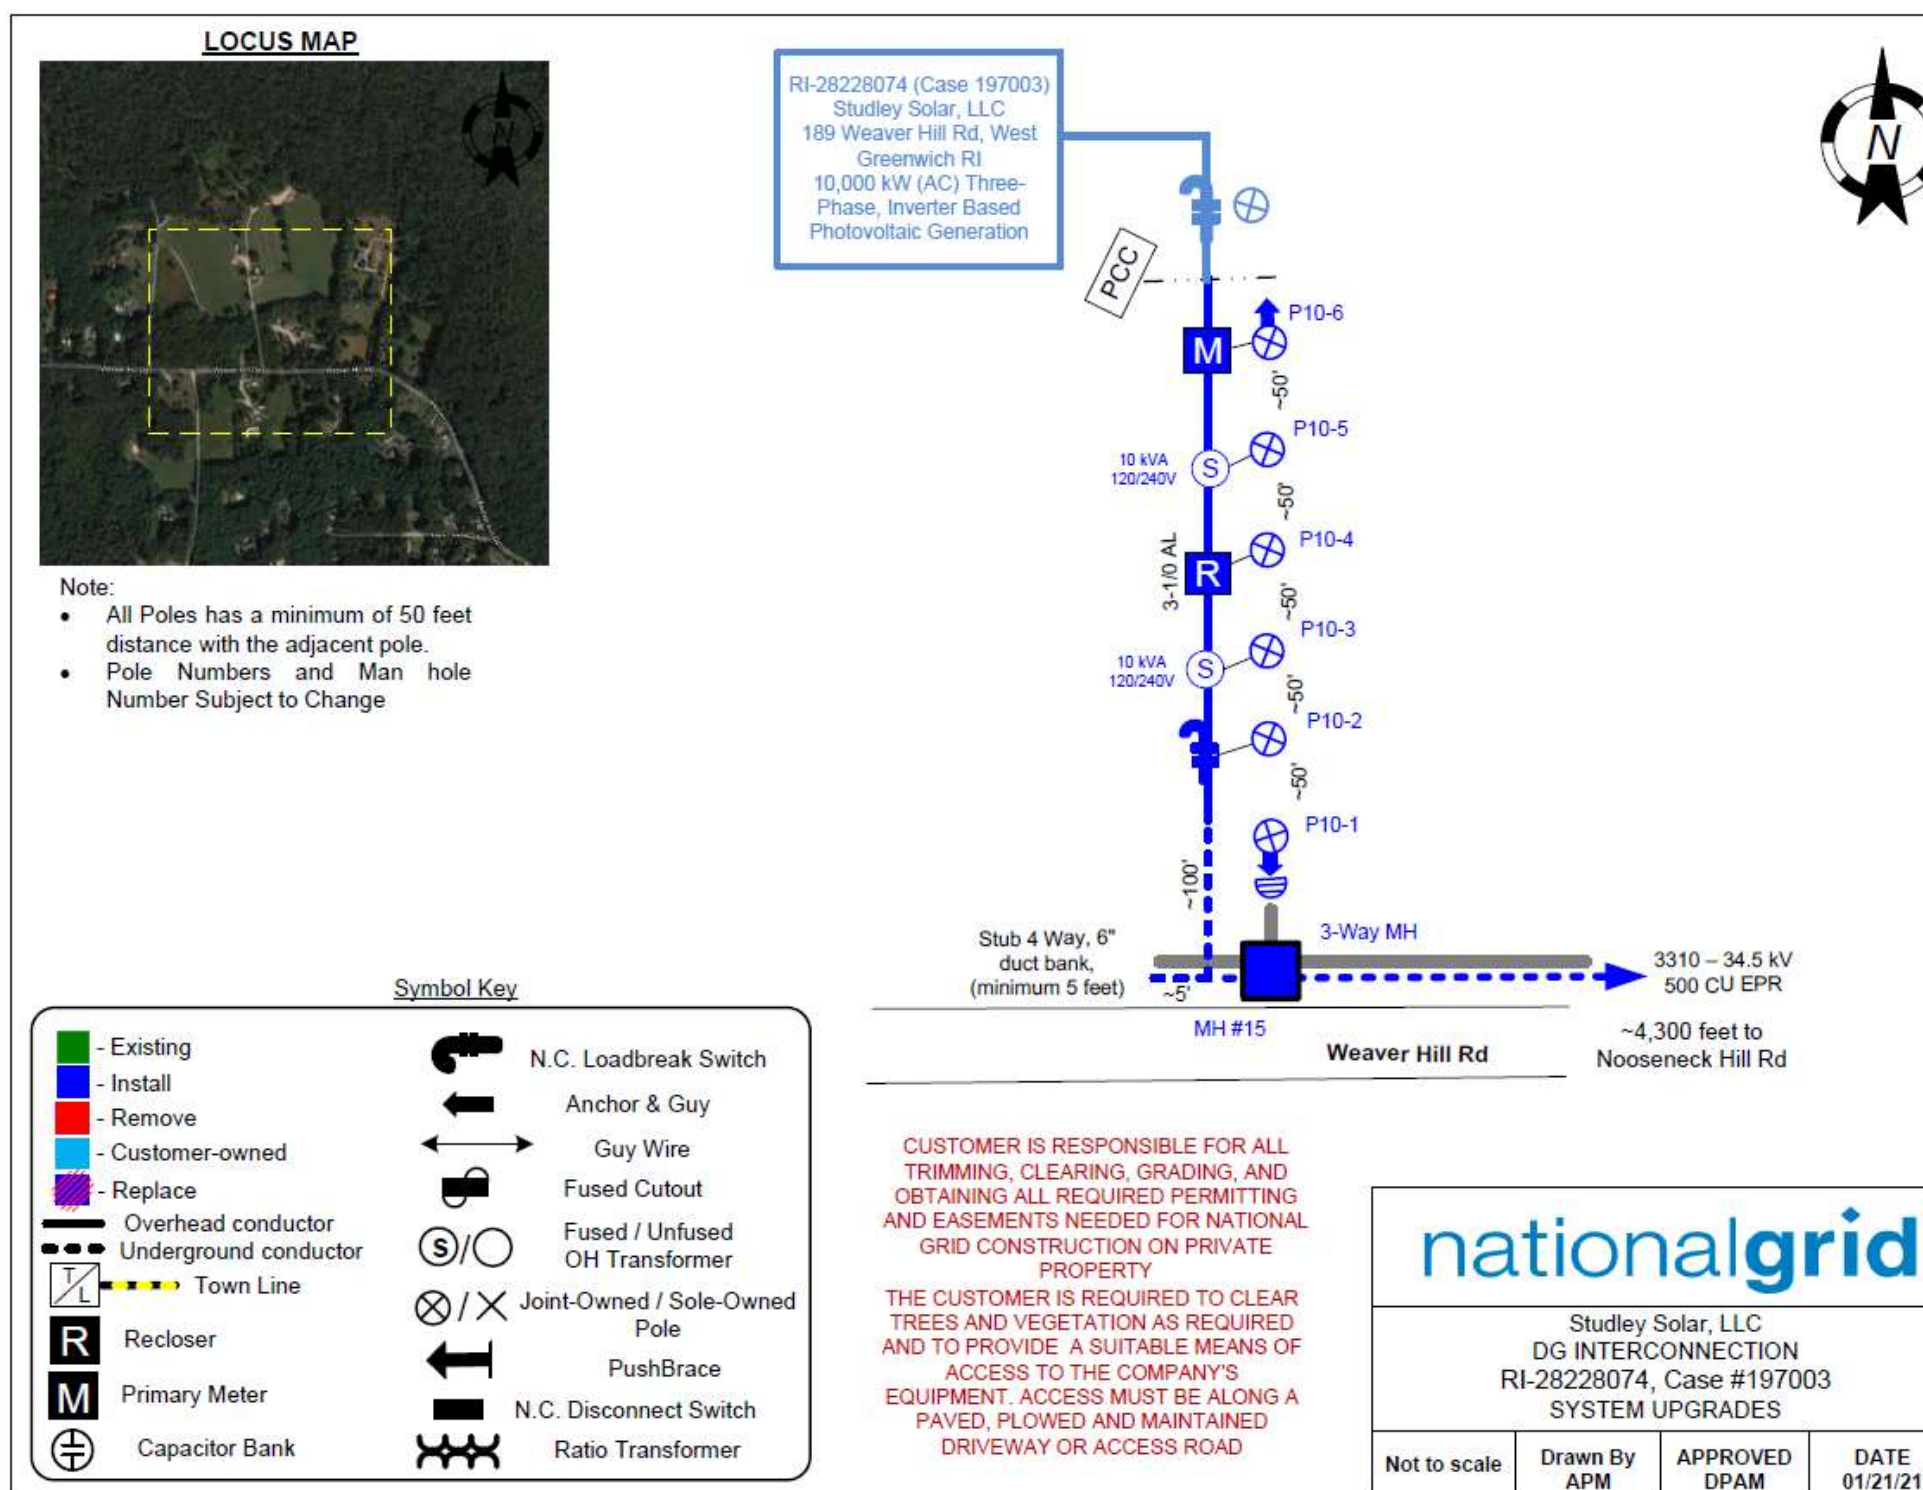 LOCUS MAP
N
Note:
• All Poles has a minimum of 50 feet
distance with the adjacent pole.
• Pole Numbers and Man hole
Number Subject to Change
RI-28228074 (Case 197003)
Studley Solar, LLC
189 Weaver Hill Rd, West
Greenwich RI
10,000 kW (AC) Three-
Phase, Inverter Based
Photovoltaic Generation
N
PCC
P10-6
M
~50'
P10-5
10 kVA
120/240V
S
~50'
P10-4
3-1/0 AL
R
~50'
P10-3
10 kVA
120/240V
S
~50'
P10-2
~50'
P10-1
~100'
Stub 4 Way, 6"
duct bank,
(minimum 5 feet)
~5'
3-Way MH
3310 – 34.5 kV
500 CU EPR
MH #15
Weaver Hill Rd
~4,300 feet to
Nooseneck Hill Rd
Symbol Key
- Existing
- Install
- Remove
- Customer-owned
- Replace
Overhead conductor
Underground conductor
T/L Town Line
R Recloser
M Primary Meter
Capacitor Bank
N.C. Loadbreak Switch
Anchor & Guy
Guy Wire
Fused Cutout
S/ Fused / Unfused
OH Transformer
/ Joint-Owned / Sole-Owned
Pole
PushBrace
N.C. Disconnect Switch
Ratio Transformer
CUSTOMER IS RESPONSIBLE FOR ALL
TRIMMING, CLEARING, GRADING, AND
OBTAINING ALL REQUIRED PERMITTING
AND EASEMENTS NEEDED FOR NATIONAL
GRID CONSTRUCTION ON PRIVATE
PROPERTY
THE CUSTOMER IS REQUIRED TO CLEAR
TREES AND VEGETATION AS REQUIRED
AND TO PROVIDE A SUITABLE MEANS OF
ACCESS TO THE COMPANY'S
EQUIPMENT. ACCESS MUST BE ALONG A
PAVED, PLOWED AND MAINTAINED
DRIVEWAY OR ACCESS ROAD
nationalgrid
Studley Solar, LLC
DG INTERCONNECTION
RI-28228074, Case #197003
SYSTEM UPGRADES
Not to scale
Drawn By
APM
APPROVED
DPAM
DATE
01/21/21